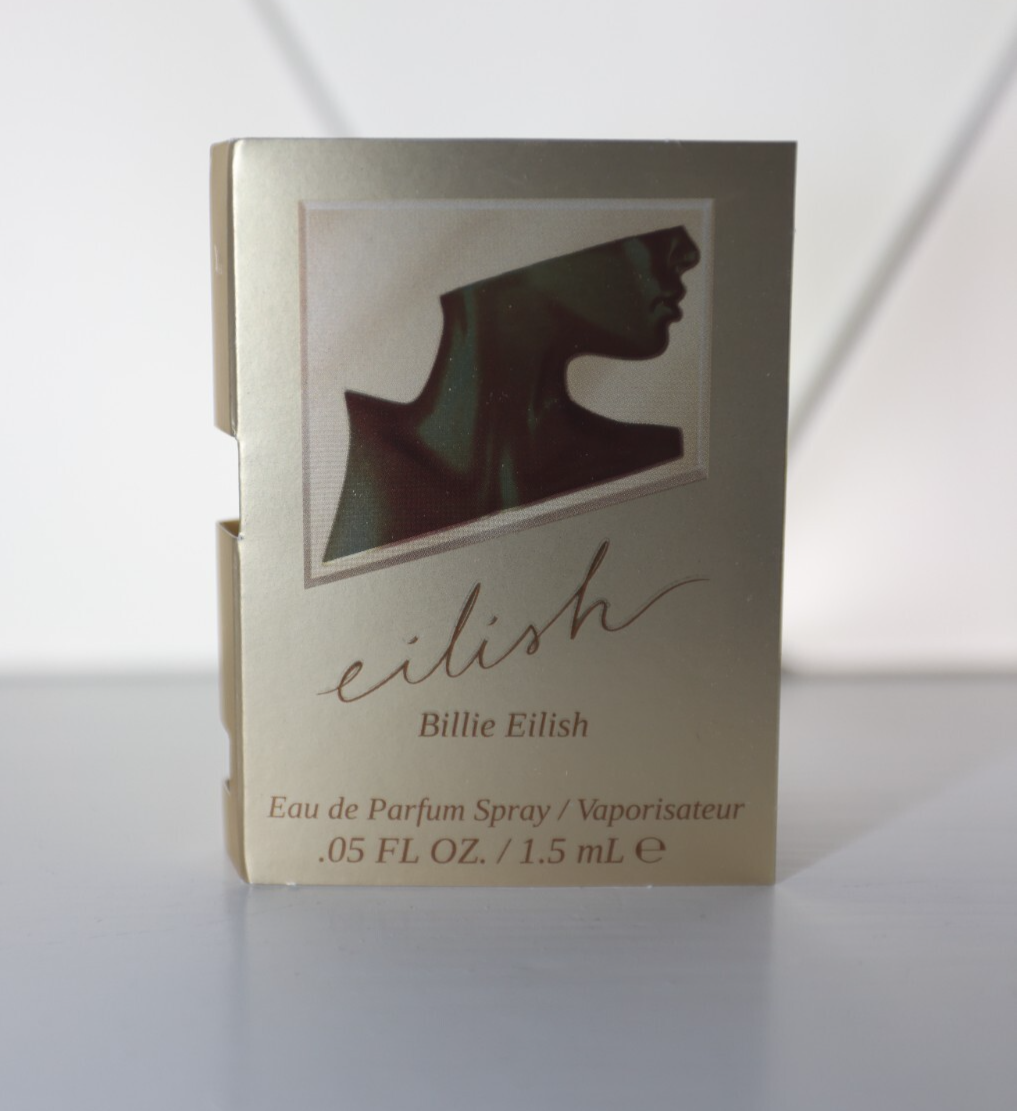 eilish
Billie Eilish
Eau de Parfum Spray / Vaporisateur
.05 FL OZ. / 1.5 mL ℮